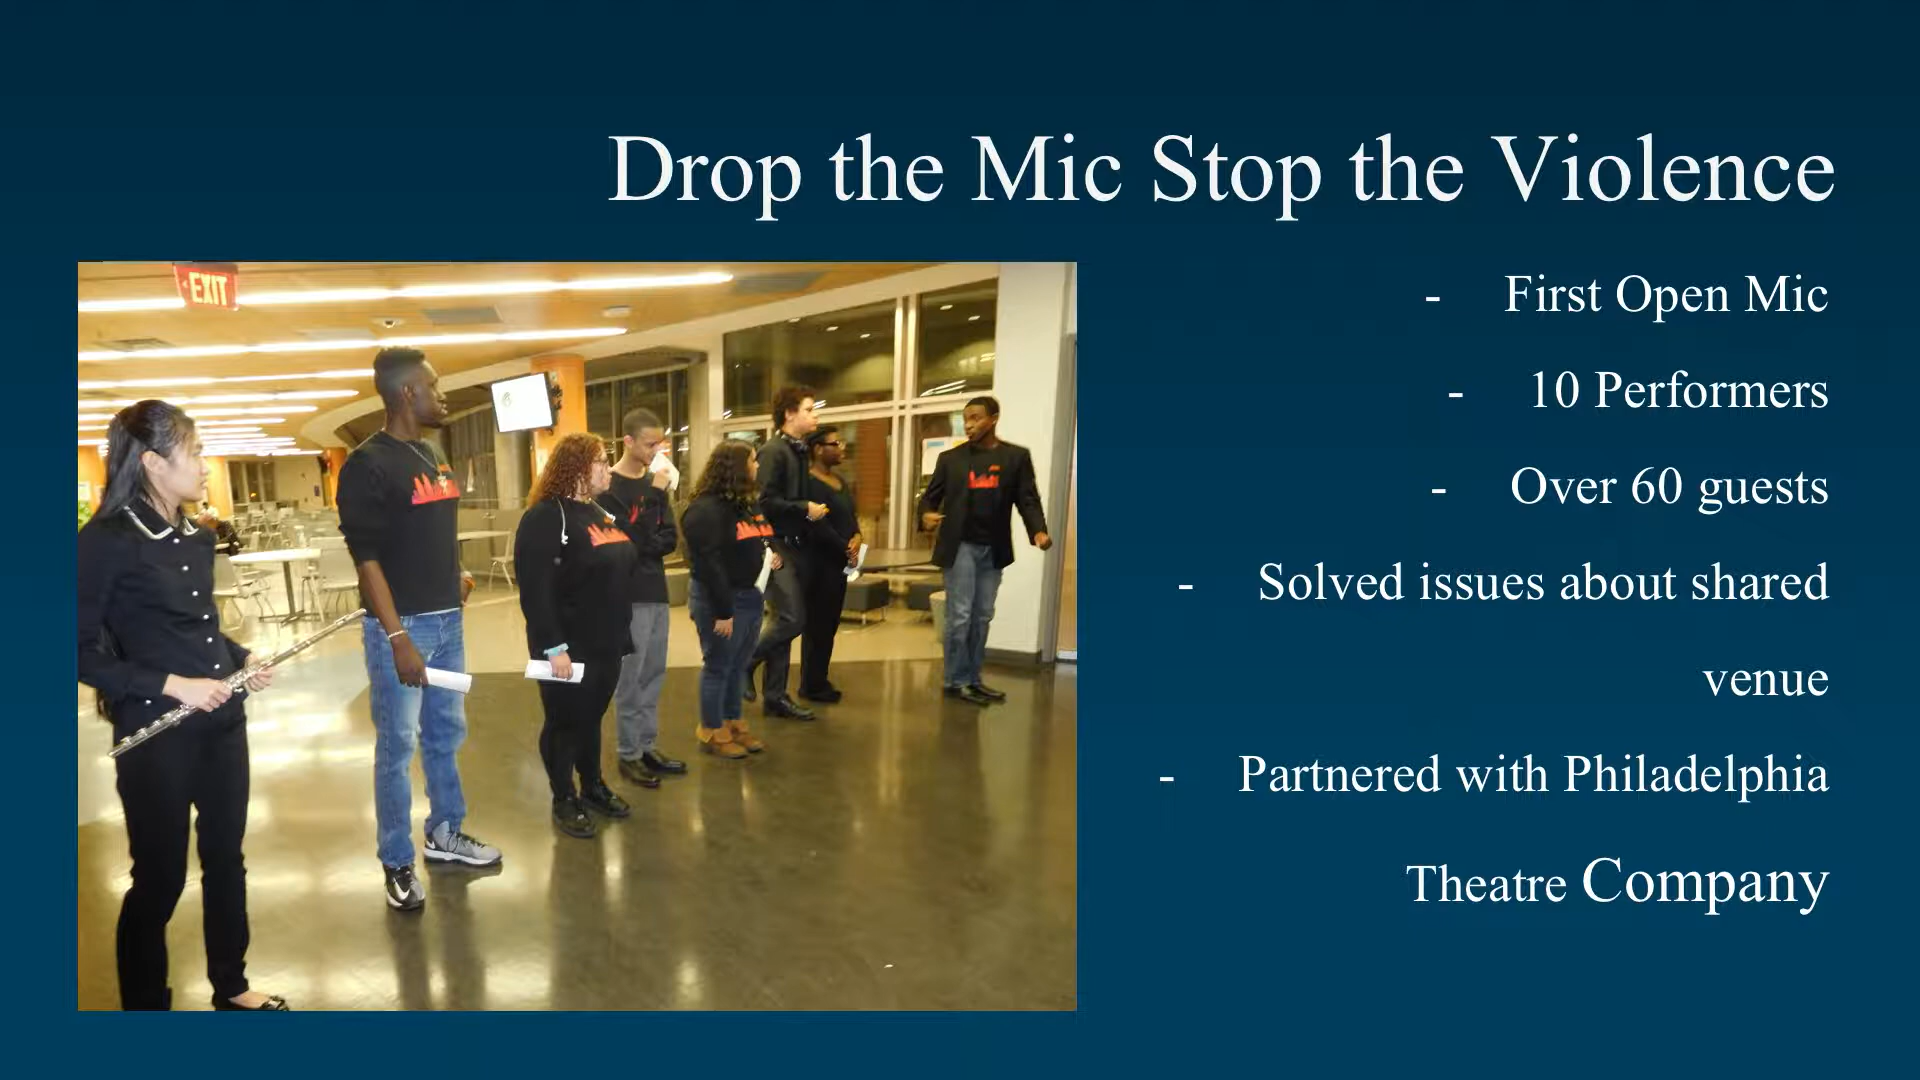 Drop the Mic Stop the Violence
EXIT
- First Open Mic
- 10 Performers
- Over 60 guests
- Solved issues about shared
venue
- Partnered with Philadelphia
Theatre Company